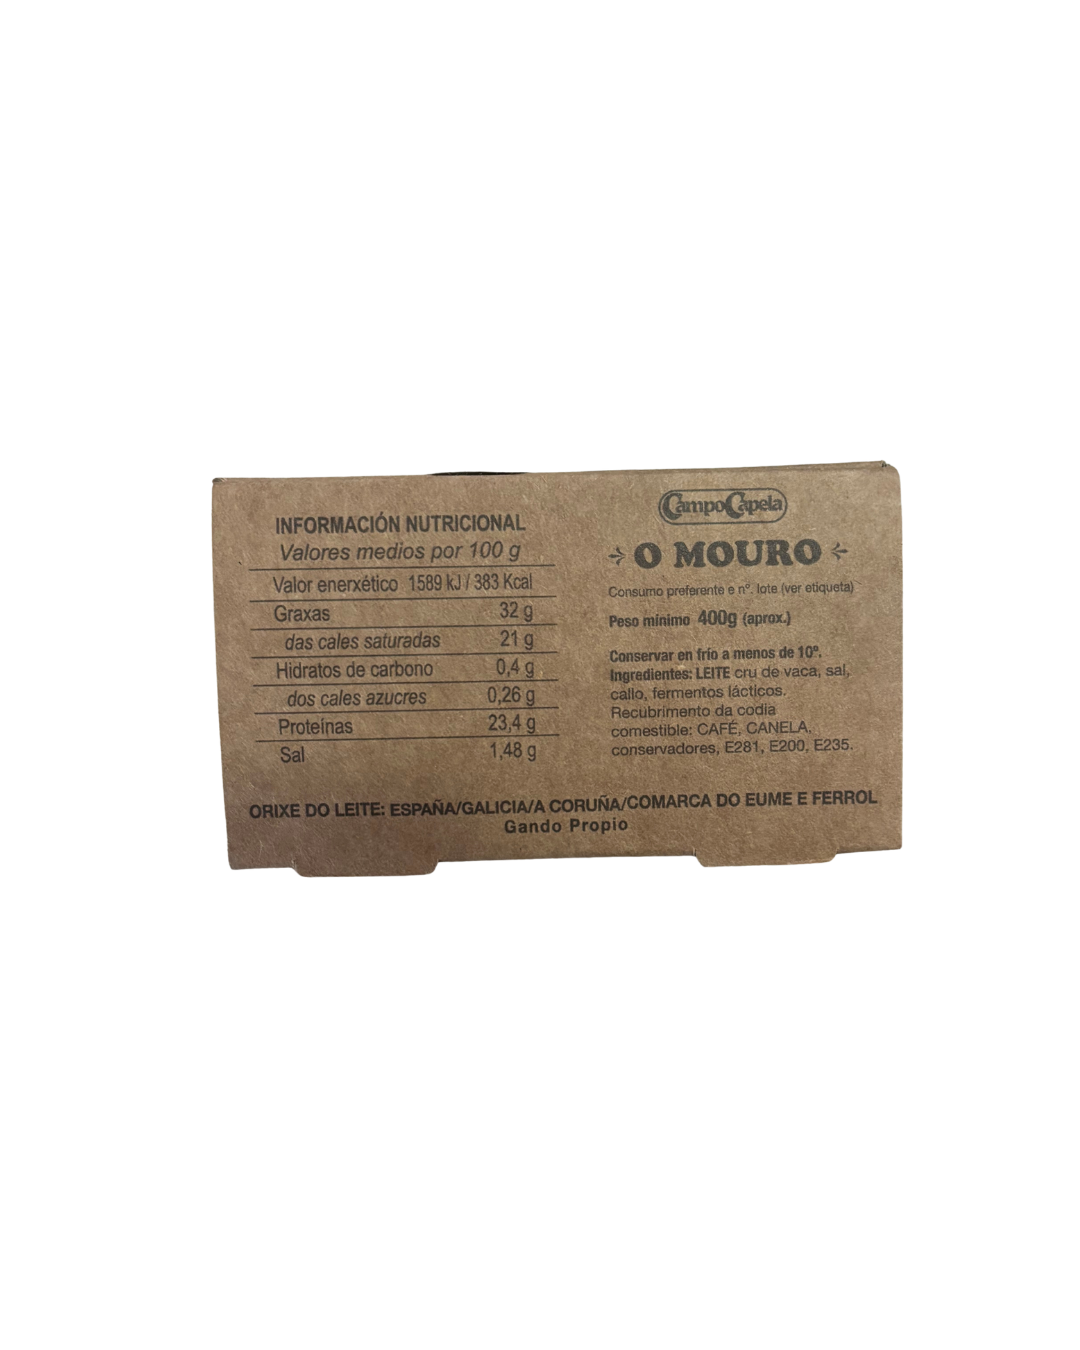 INFORMACIÓN NUTRICIONAL
Valores medios por 100 g
Valor enerxético 1589 kJ / 383 Kcal
Graxas 32 g
das cales saturadas 21 g
Hidratos de carbono 0,4 g
dos cales azucres 0,26 g
Proteínas 23,4 g
Sal 1,48 g
CampoCapela
O MOURO
Consumo preferente e nº. lote (ver etiqueta)
Peso mínimo 400g (aprox.)
Conservar en frío a menos de 10º.
Ingredientes: LEITE cru de vaca, sal,
callo, fermentos lácticos.
Recubrimento da codia
comestible: CAFÉ, CANELA,
conservadores, E281, E200, E235.
ORIXE DO LEITE: ESPAÑA/GALICIA/A CORUÑA/COMARCA DO EUME E FERROL
Gando Propio